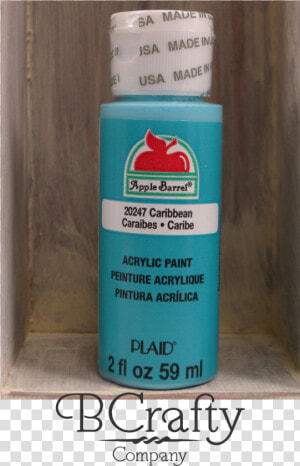 MADE IN
USA MADE IN
USA MADE IN USA
Apple Barrel®
20247 Caribbean
Caraïbes • Caribe
ACRYLIC PAINT
PEINTURE ACRYLIQUE
PINTURA ACRÍLICA
PLAID®
2 fl oz 59 ml
BCrafty
Company